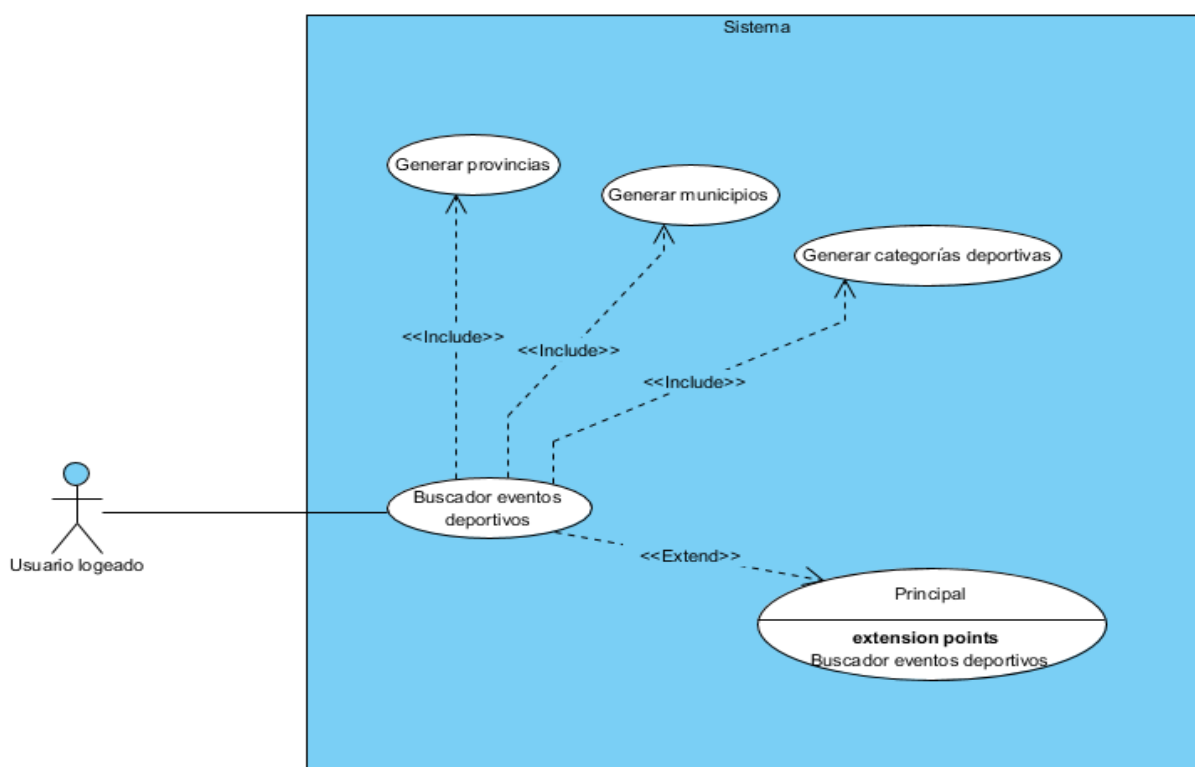 Sistema
Generar provincias
Generar municipios
Generar categorías deportivas
<<Include>>
<<Include>>
<<Include>>
Buscador eventos
deportivos
Usuario logeado
<<Extend>>
Principal
extension points
Buscador eventos deportivos